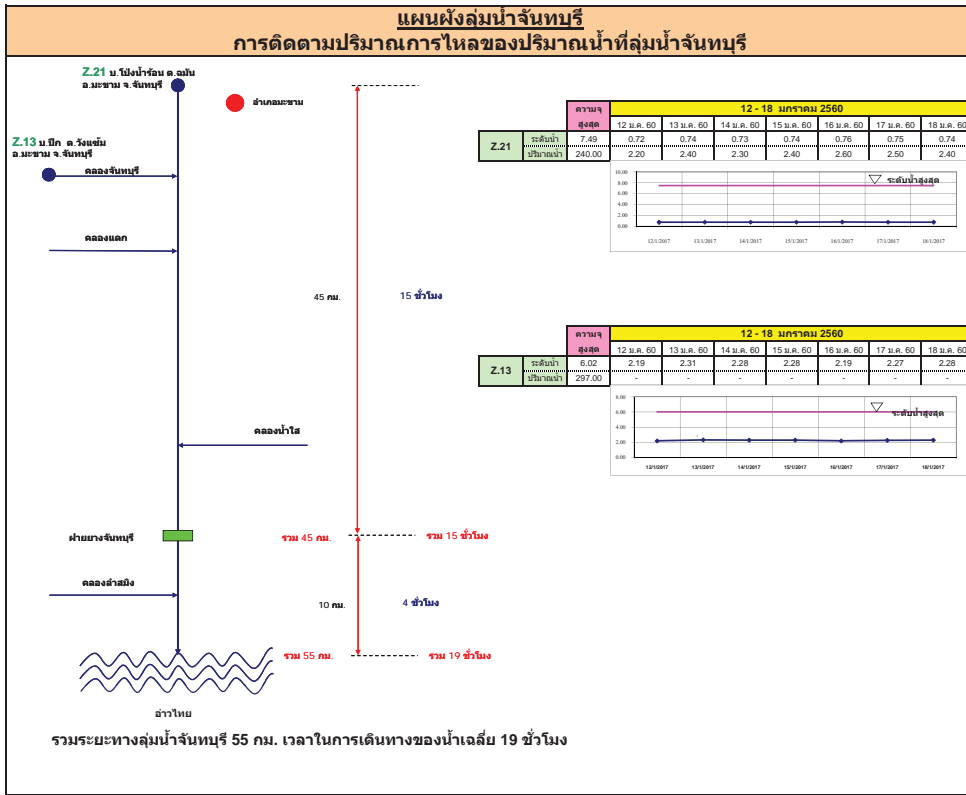 แผนผังลุ่มน้ำจันทบุรี
การติดตามปริมาณการไหลของปริมาณน้ำที่ลุ่มน้ำจันทบุรี
Z.21 บ.โป่งน้ำร้อน ต.ฉมัน
อ.มะขาม จ.จันทบุรี
อำเภอมะขาม
Z.13 บ.ปึก ต.วังแซ้ม
อ.มะขาม จ.จันทบุรี
คลองจันทบุรี
คลองแตก
45 กม.
15 ชั่วโมง
คลองน้ำใส
ฝายยางจันทบุรี
รวม 45 กม.
รวม 15 ชั่วโมง
คลองลำสมิง
10 กม.
4 ชั่วโมง
รวม 55 กม.
รวม 19 ชั่วโมง
อ่าวไทย
รวมระยะทางลุ่มน้ำจันทบุรี 55 กม. เวลาในการเดินทางของน้ำเฉลี่ย 19 ชั่วโมง
ความจุ 12 - 18 มกราคม 2560
สูงสุด 12 ม.ค. 60 13 ม.ค. 60 14 ม.ค. 60 15 ม.ค. 60 16 ม.ค. 60 17 ม.ค. 60 18 ม.ค. 60
Z.21
ระดับน้ำ 7.49 0.72 0.74 0.73 0.74 0.76 0.75 0.74
ปริมาณน้ำ 240.00 2.20 2.40 2.30 2.40 2.60 2.50 2.40
10.00
8.00
6.00
4.00
2.00
0.00
ระดับน้ำสูงสุด
12/1/2017 13/1/2017 14/1/2017 15/1/2017 16/1/2017 17/1/2017 18/1/2017
ความจุ 12 - 18 มกราคม 2560
สูงสุด 12 ม.ค. 60 13 ม.ค. 60 14 ม.ค. 60 15 ม.ค. 60 16 ม.ค. 60 17 ม.ค. 60 18 ม.ค. 60
Z.13
ระดับน้ำ 6.02 2.19 2.31 2.28 2.28 2.19 2.27 2.28
ปริมาณน้ำ 297.00 - - - - - - -
8.00
6.00
4.00
2.00
0.00
ระดับน้ำสูงสุด
12/1/2017 13/1/2017 14/1/2017 15/1/2017 16/1/2017 17/1/2017 18/1/2017